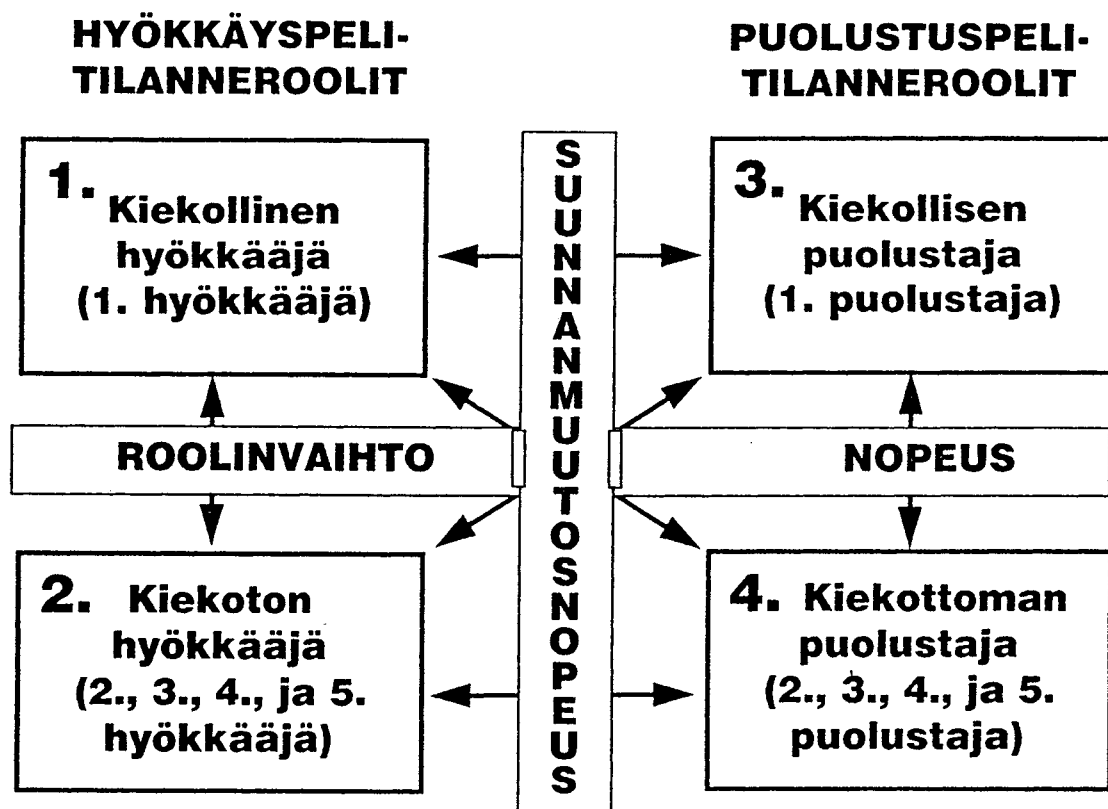 HYÖKKÄYSPELI-
TILANNEROOLIT
1.
Kiekollinen
hyökkääjä
(1. hyökkääjä)
ROOLINVAIHTO
2. Kiekoton
hyökkääjä
(2., 3., 4., ja 5.
hyökkääjä)
SUUNNANMUUTOSNOPEUS
PUOLUSTUSPELI-
TILANNEROOLIT
3.
Kiekollisen
puolustaja
(1. puolustaja)
NOPEUS
4. Kiekottoman
puolustaja
(2., 3., 4., ja 5.
puolustaja)